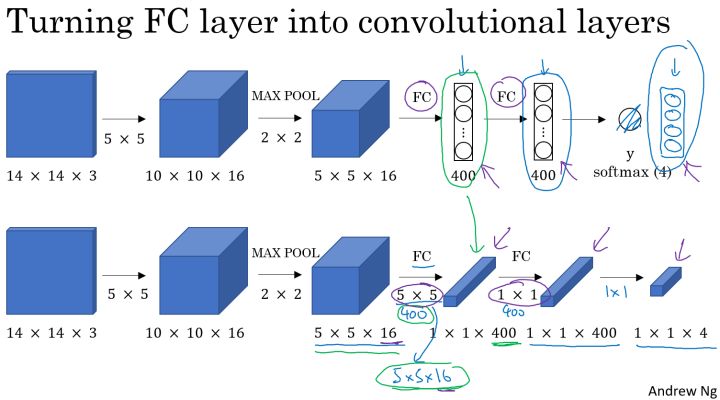 Turning FC layer into convolutional layers
MAX POOL
FC
FC
5 × 5
2 × 2
⋮
⋮
y
14 × 14 × 3
10 × 10 × 16
5 × 5 × 16
400
400
softmax (4)
MAX POOL
FC
FC
5 × 5
2 × 2
5 × 5
1 × 1
1×1
400
400
14 × 14 × 3
10 × 10 × 16
5 × 5 × 16
1 × 1 × 400
1 × 1 × 400
1 × 1 × 4
5×5×16
Andrew Ng